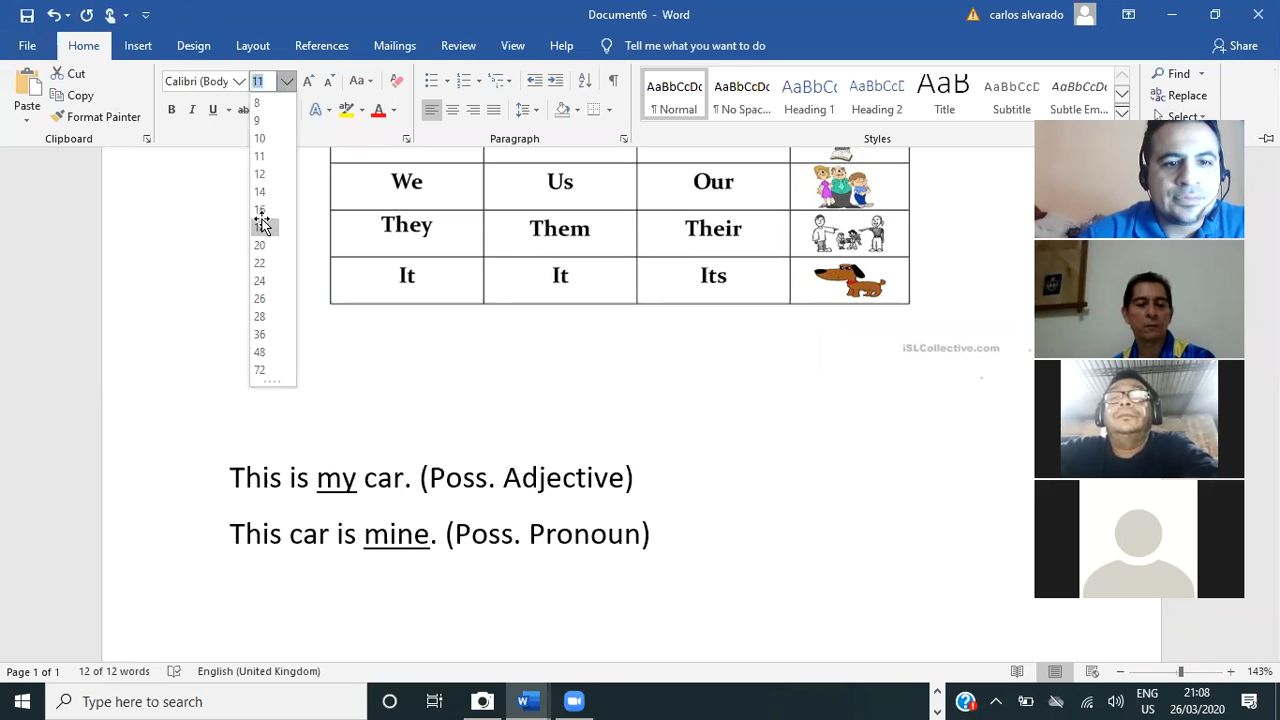 Document6 - Word
carlos alvarado
File Home Insert Design Layout References Mailings Review View Help Tell me what you want to do Share
Cut
Copy
Format Painter
Paste
Clipboard
Calibri (Body
11
8
9
10
11
12
14
16
20
22
24
26
28
36
48
72
AaBbCcDc AaBbCcDc AaBbCc AaBbCc AaB AaBbCcD AaBbCcDc
¶ Normal ¶ No Spac... Heading 1 Heading 2 Title Subtitle Subtle Em...
Styles
Find
Replace
Select
We Us Our
They Them Their
It It Its
iSLCollective.com
This is my car. (Poss. Adjective)
This car is mine. (Poss. Pronoun)
Page 1 of 1 12 of 12 words English (United Kingdom) 143%
Type here to search
ENG
US
21:08
26/03/2020